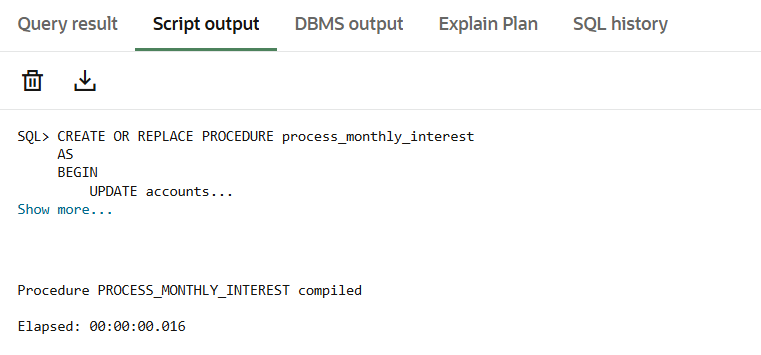 Query result Script output DBMS output Explain Plan SQL history
SQL> CREATE OR REPLACE PROCEDURE process_monthly_interest
AS
BEGIN
UPDATE accounts...
Show more...
Procedure PROCESS_MONTHLY_INTEREST compiled
Elapsed: 00:00:00.016